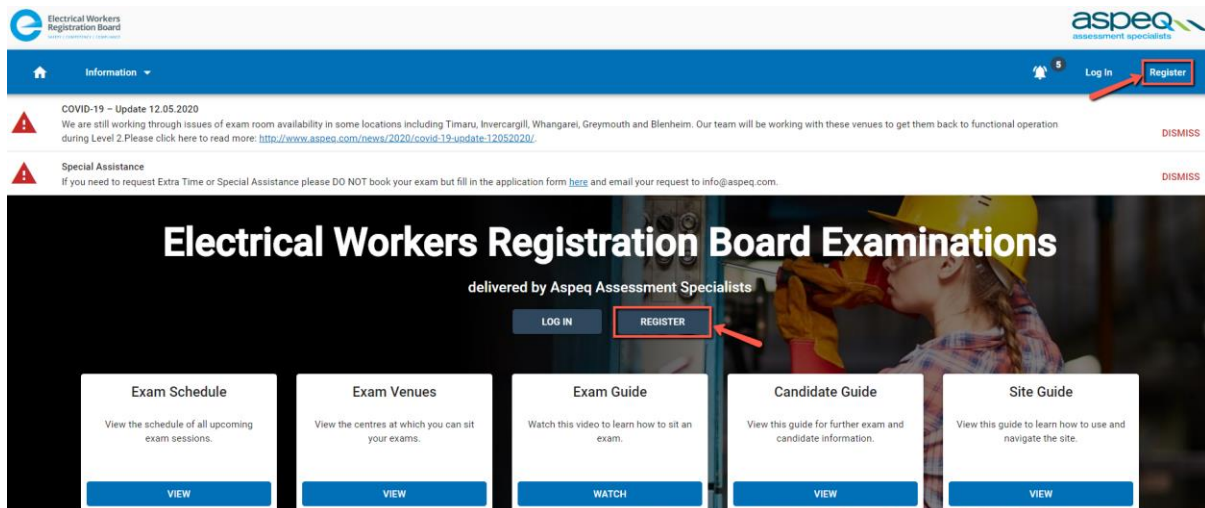 Electrical Workers
Registration Board
SAFETY | COMPETENCY | COMPLIANCE
aspeq
assessment specialists
Information
5
Log In
Register
COVID-19 – Update 12.05.2020
We are still working through issues of exam room availability in some locations including Timaru, Invercargill, Whangarei, Greymouth and Blenheim. Our team will be working with these venues to get them back to functional operation
during Level 2.Please click here to read more: http://www.aspeq.com/news/2020/covid-19-update-12052020/.
DISMISS
Special Assistance
If you need to request Extra Time or Special Assistance please DO NOT book your exam but fill in the application form here and email your request to info@aspeq.com.
DISMISS
Electrical Workers Registration Board Examinations
delivered by Aspeq Assessment Specialists
LOG IN
REGISTER
Exam Schedule
View the schedule of all upcoming
exam sessions.
VIEW
Exam Venues
View the centres at which you can sit
your exams.
VIEW
Exam Guide
Watch this video to learn how to sit an
exam.
WATCH
Candidate Guide
View this guide for further exam and
candidate information.
VIEW
Site Guide
View this guide to learn how to use and
navigate the site.
VIEW